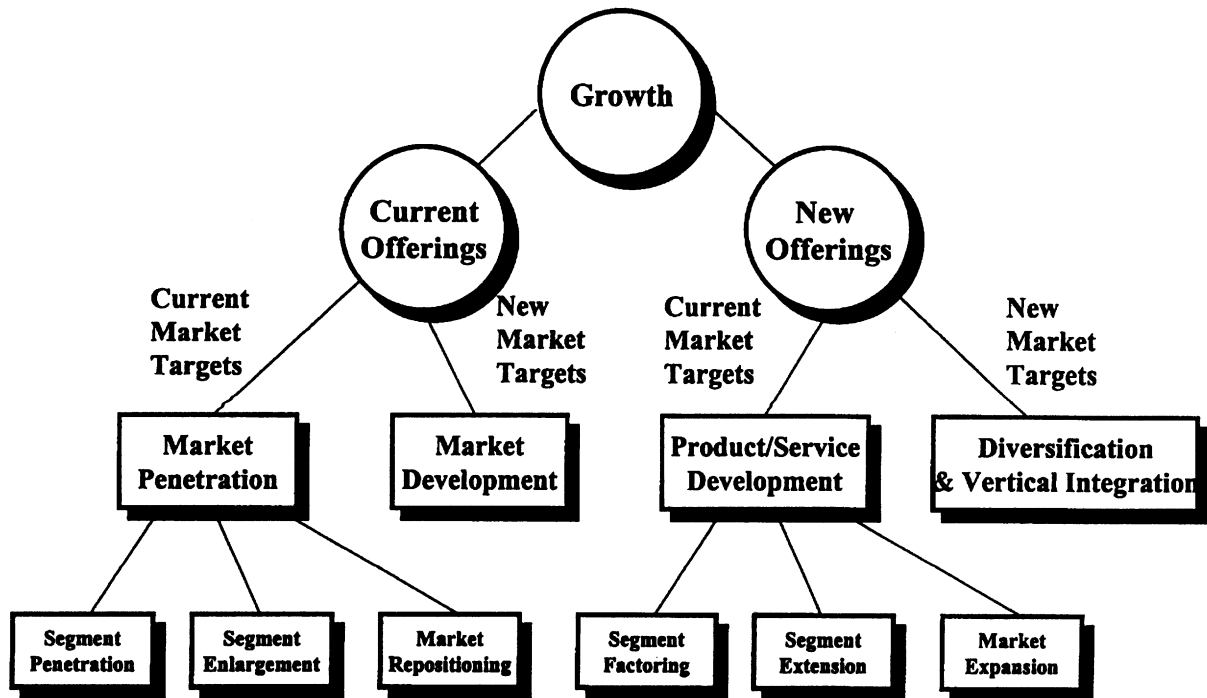 Growth
Current
Offerings
New
Offerings
Current
Market
Targets
New
Market
Targets
Current
Market
Targets
New
Market
Targets
Market
Penetration
Market
Development
Product/Service
Development
Diversification
& Vertical Integration
Segment
Penetration
Segment
Enlargement
Market
Repositioning
Segment
Factoring
Segment
Extension
Market
Expansion